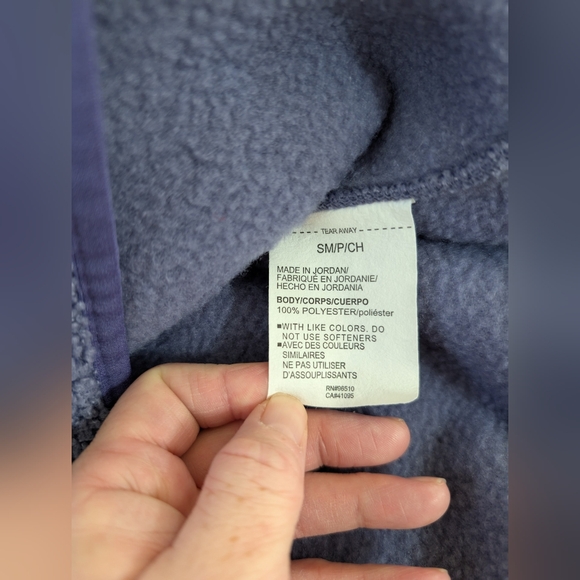 - - - - - - TEAR AWAY - - - - - -
SM/P/CH
MADE IN JORDAN/
FABRIQUÉ EN JORDANIE/
HECHO EN JORDANIA
BODY/CORPS/CUERPO
100% POLYESTER/poliéster
▪WITH LIKE COLORS. DO
NOT USE SOFTENERS
▪AVEC DES COULEURS
SIMILAIRES
NE PAS UTILISER
D'ASSOUPLISSANTS
RN#98510
CA#41095